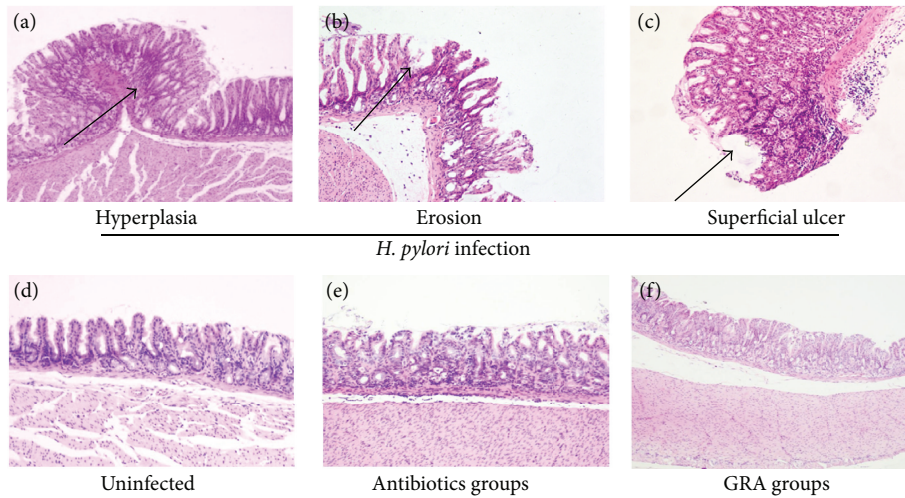 (a)
(b)
(c)
Hyperplasia
Erosion
Superficial ulcer
H. pylori infection
(d)
(e)
(f)
Uninfected
Antibiotics groups
GRA groups